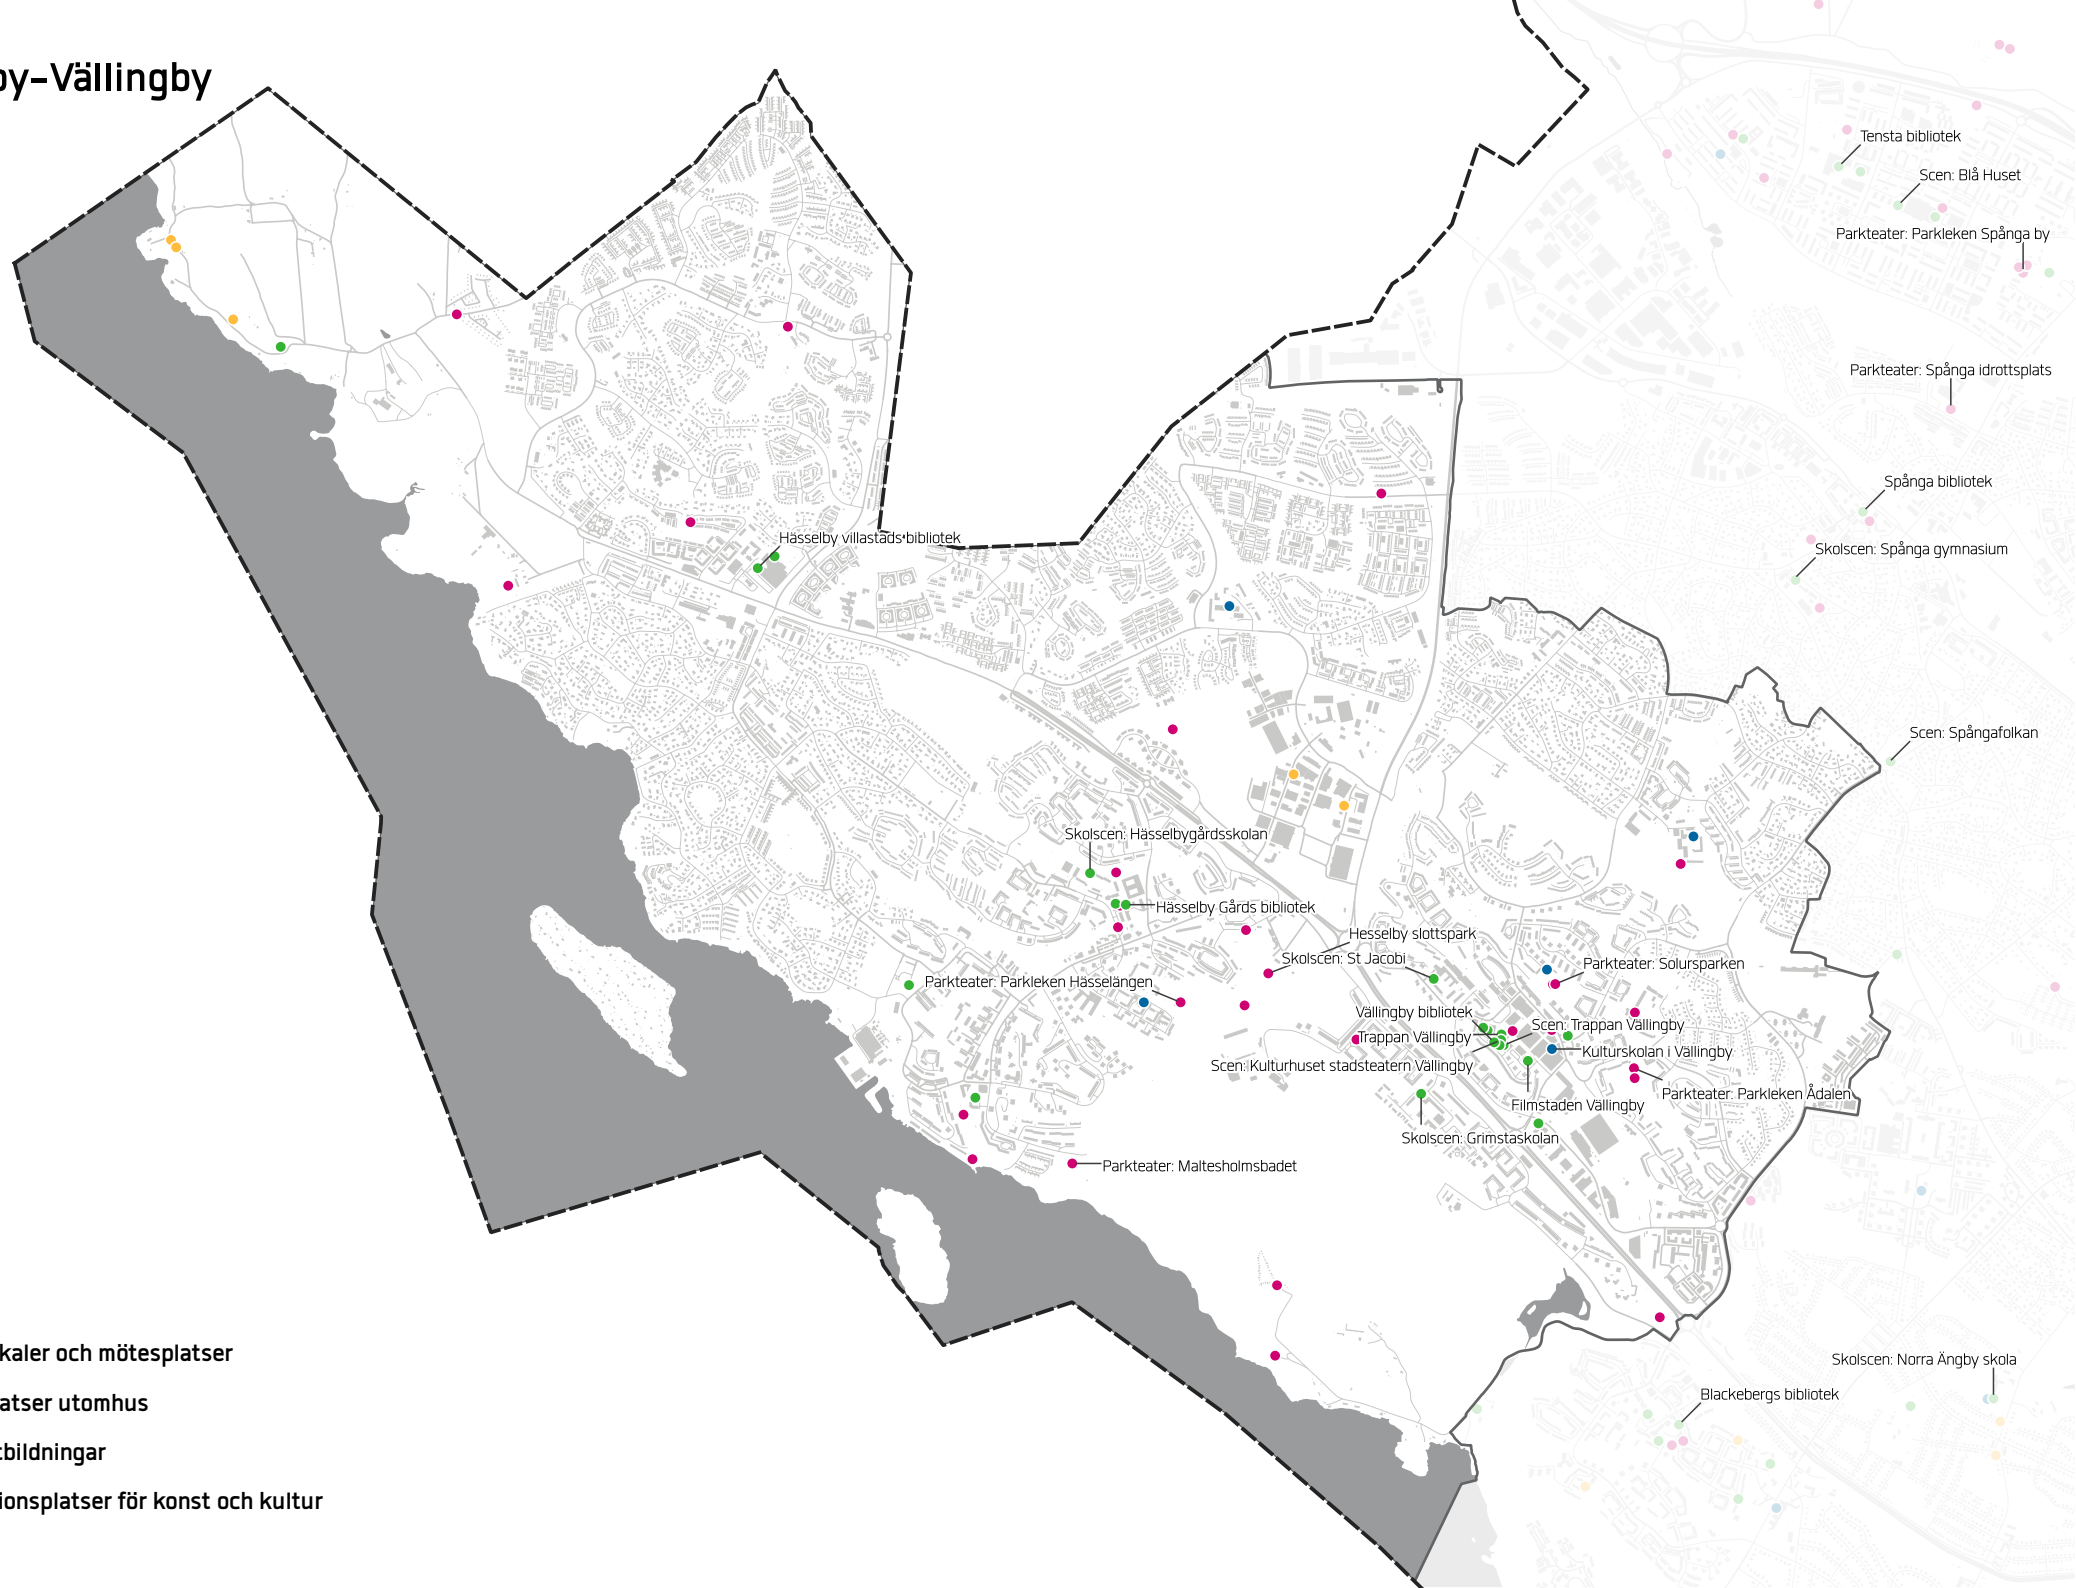 by-Vällingby
Tensta bibliotek
Scen: Blå Huset
Parkteater: Parkleken Spånga by
Parkteater: Spånga idrottsplats
Spånga bibliotek
Hässelby villastads bibliotek
Skolscen: Spånga gymnasium
Scen: Spångafolkan
Skolscen: Hässelbygårdsskolan
Hässelby Gårds bibliotek
Hesselby slottspark
Skolscen: St Jacobi
Parkteater: Solursparken
Parkteater: Parkleken Hässelängen
Vällingby bibliotek
Scen: Trappan Vällingby
Trappan Vällingby
Kulturskolan i Vällingby
Scen: Kulturhuset stadsteatern Vällingby
Parkteater: Parkleken Ådalen
Filmstaden Vällingby
Skolscen: Grimstaskolan
Parkteater: Maltesholmsbadet
Skolscen: Norra Ängby skola
Blackebergs bibliotek
kaler och mötesplatser
atser utomhus
tbildningar
ionsplatser för konst och kultur